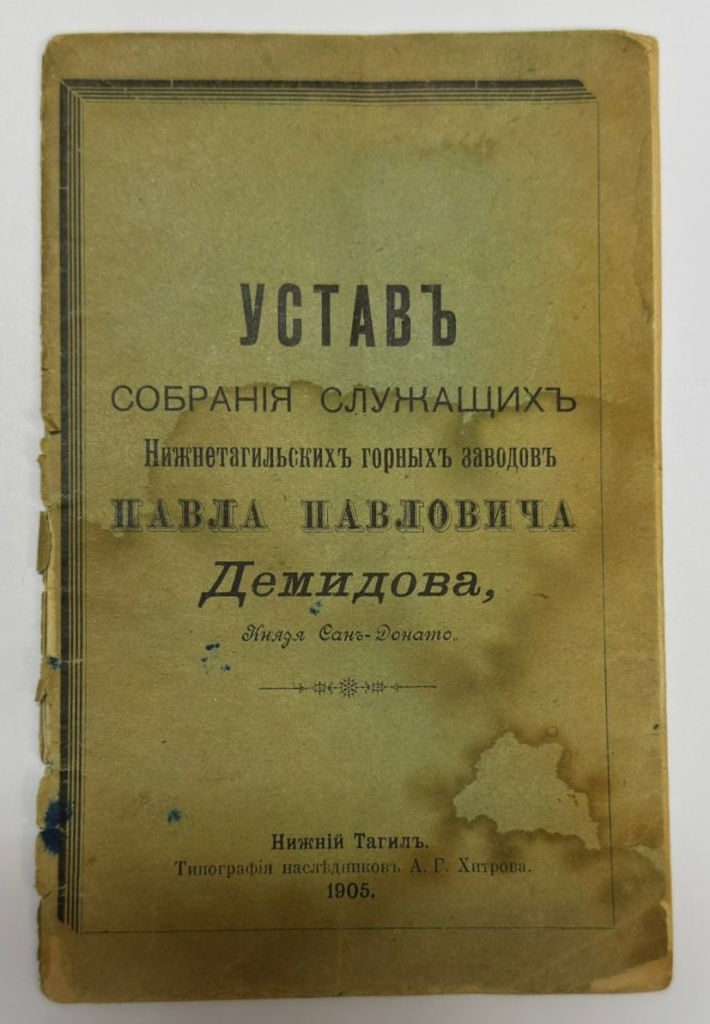 УСТАВЪ
СОБРАНІЯ СЛУЖАЩИХЪ
Нижнетагильскихъ горныхъ заводовъ
ПАВЛА ПАВЛОВИЧА
Демидова,
Князя Санъ-Донато.
Нижній Тагилъ.
Типографія наслѣдниковъ А. Г. Хитрова.
1905.